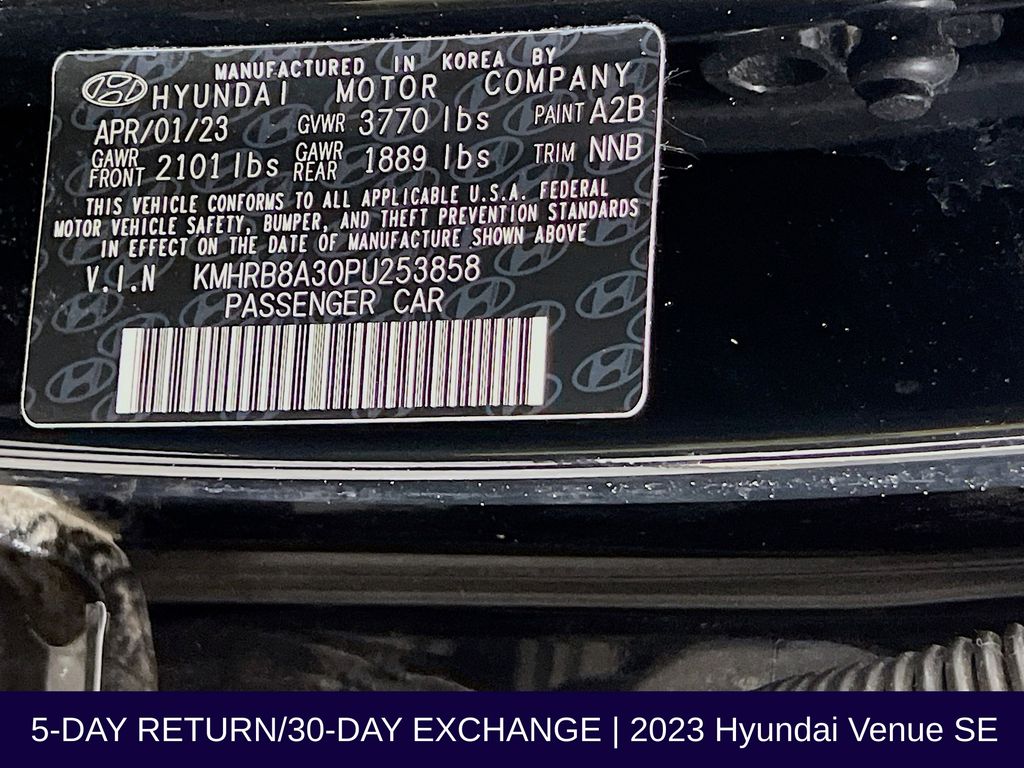 MANUFACTURED IN KOREA BY
HYUNDAI MOTOR COMPANY
APR/01/23 GVWR 3770 lbs PAINT A2B
GAWR FRONT 2101 lbs GAWR REAR 1889 lbs TRIM NNB
THIS VEHICLE CONFORMS TO ALL APPLICABLE U.S.A. FEDERAL
MOTOR VEHICLE SAFETY, BUMPER, AND THEFT PREVENTION STANDARDS
IN EFFECT ON THE DATE OF MANUFACTURE SHOWN ABOVE
V.I.N KMHRB8A30PU253858
PASSENGER CAR
5-DAY RETURN/30-DAY EXCHANGE | 2023 Hyundai Venue SE